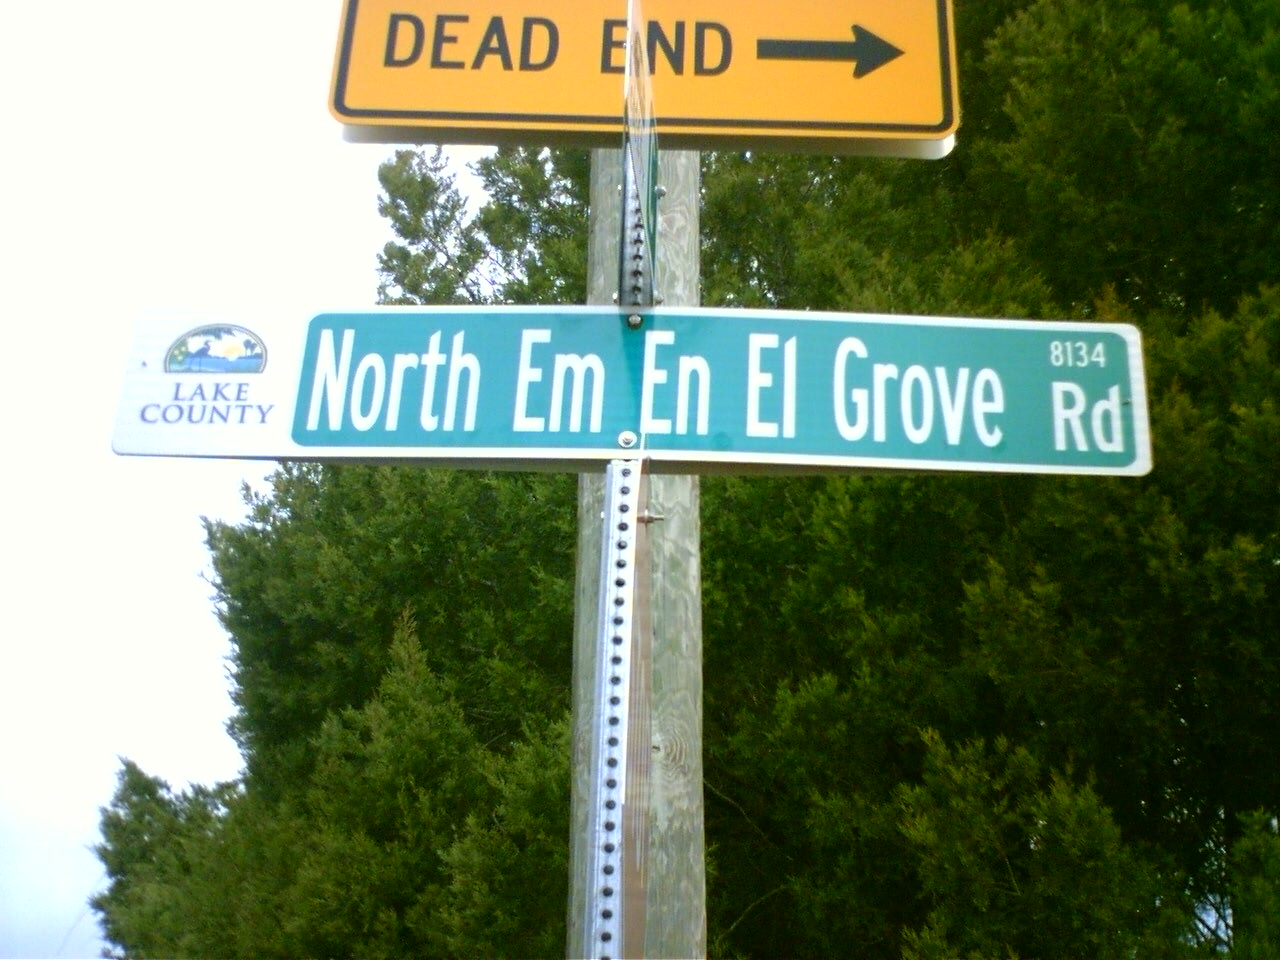 DEAD END
LAKE
COUNTY
North Em En El Grove Rd
8134